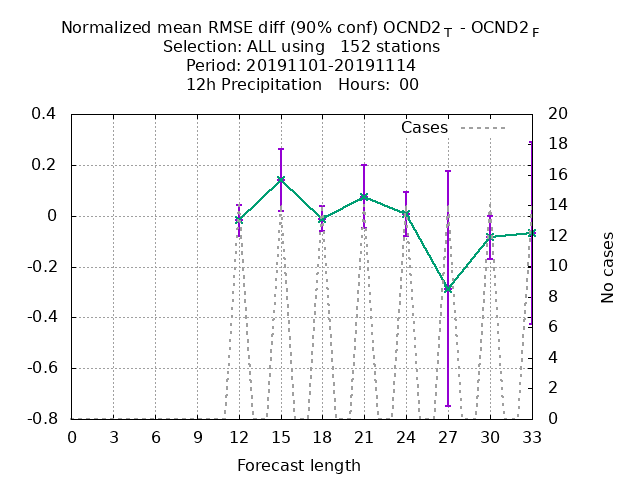 Normalized mean RMSE diff (90% conf) OCND2 T - OCND2 F
Selection: ALL using 152 stations
Period: 20191101-20191114
12h Precipitation Hours: 00
Cases
0.4
0.2
0
-0.2
-0.4
-0.6
-0.8
20
18
16
14
12
10
8
6
4
2
0
No cases
0 3 6 9 12 15 18 21 24 27 30 33
Forecast length